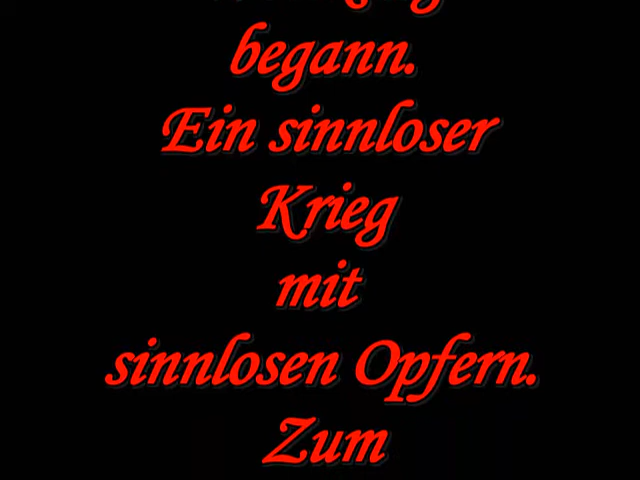 begann.
Ein sinnloser
Krieg
mit
sinnlosen Opfern.
Zum